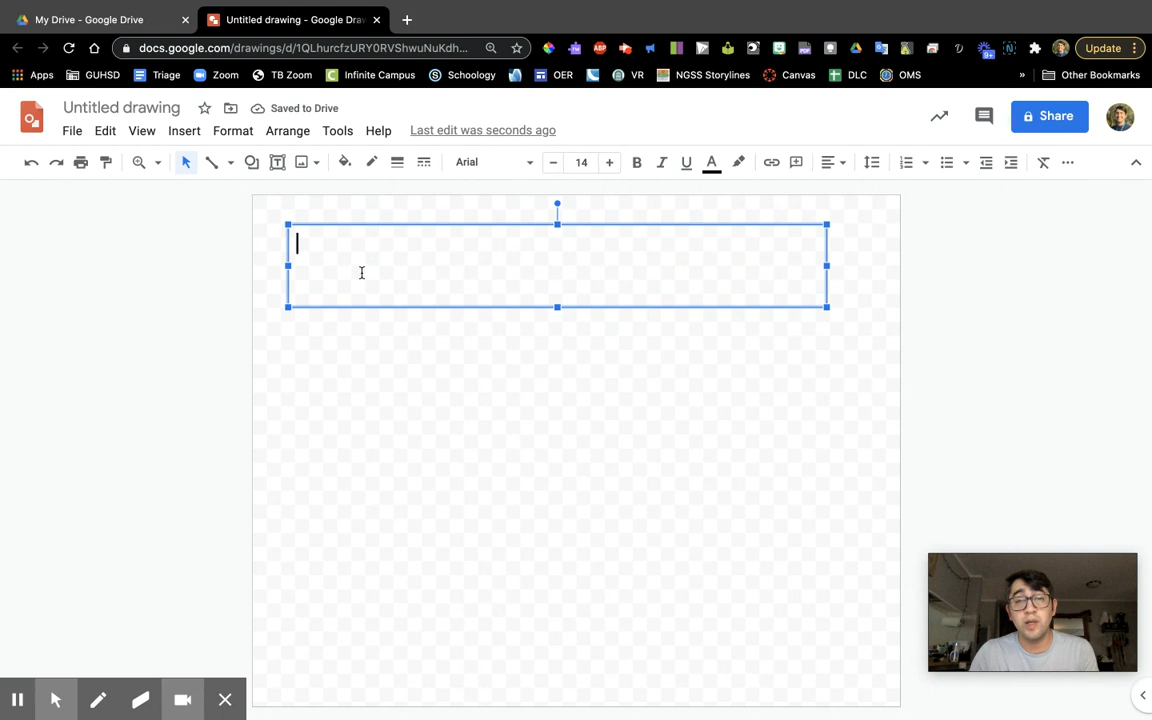 My Drive - Google Drive
Untitled drawing - Google Draw
docs.google.com/drawings/d/1QLhurcfzURY0RVShwuNuKdh...
Update
Apps
GUHSD
Triage
Zoom
TB Zoom
Infinite Campus
Schoology
OER
VR
NGSS Storylines
Canvas
DLC
OMS
»
Other Bookmarks
Untitled drawing
Saved to Drive
Share
File Edit View Insert Format Arrange Tools Help Last edit was seconds ago
Arial
14
B I U A